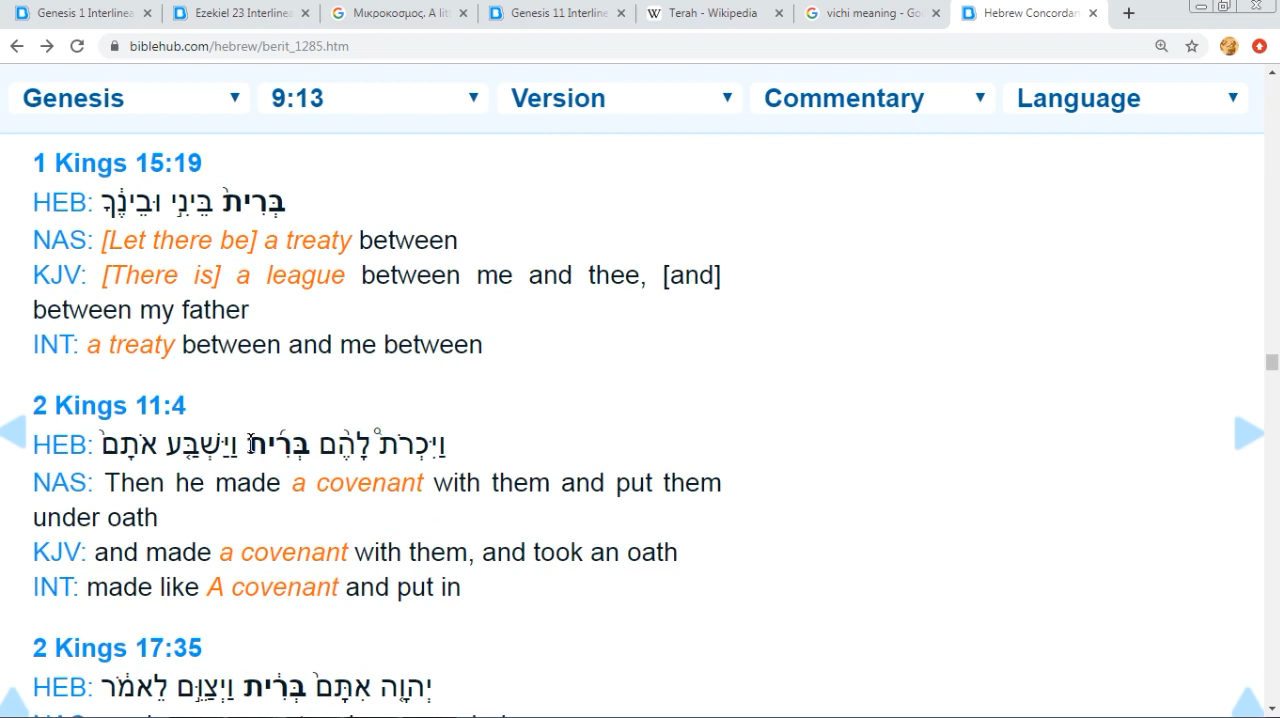 Genesis 1 Interlinea
Ezekiel 23 Interlinea
Μικροκοσμος, A lit
Genesis 11 Interline
Terah - Wikipedia
vichi meaning - Go
Hebrew Concordan
biblehub.com/hebrew/berit_1285.htm
Genesis 9:13 Version Commentary Language
1 Kings 15:19
HEB: בְּרִית֙ בֵּינִ֣י וּבֵינֶ֔ךָ
NAS: [Let there be] a treaty between
KJV: [There is] a league between me and thee, [and]
between my father
INT: a treaty between and me between
2 Kings 11:4
HEB: וַיִּכְרֹת֩ לָהֶ֨ם בְּרִ֜ית וַיַּשְׁבַּ֤ע אֹתָם֙
NAS: Then he made a covenant with them and put them
under oath
KJV: and made a covenant with them, and took an oath
INT: made like A covenant and put in
2 Kings 17:35
HEB: יְהוָ֤ה אִתָּם֙ בְּרִ֔ית וַיְצַוֵּ֣ם לֵאמֹ֔ר